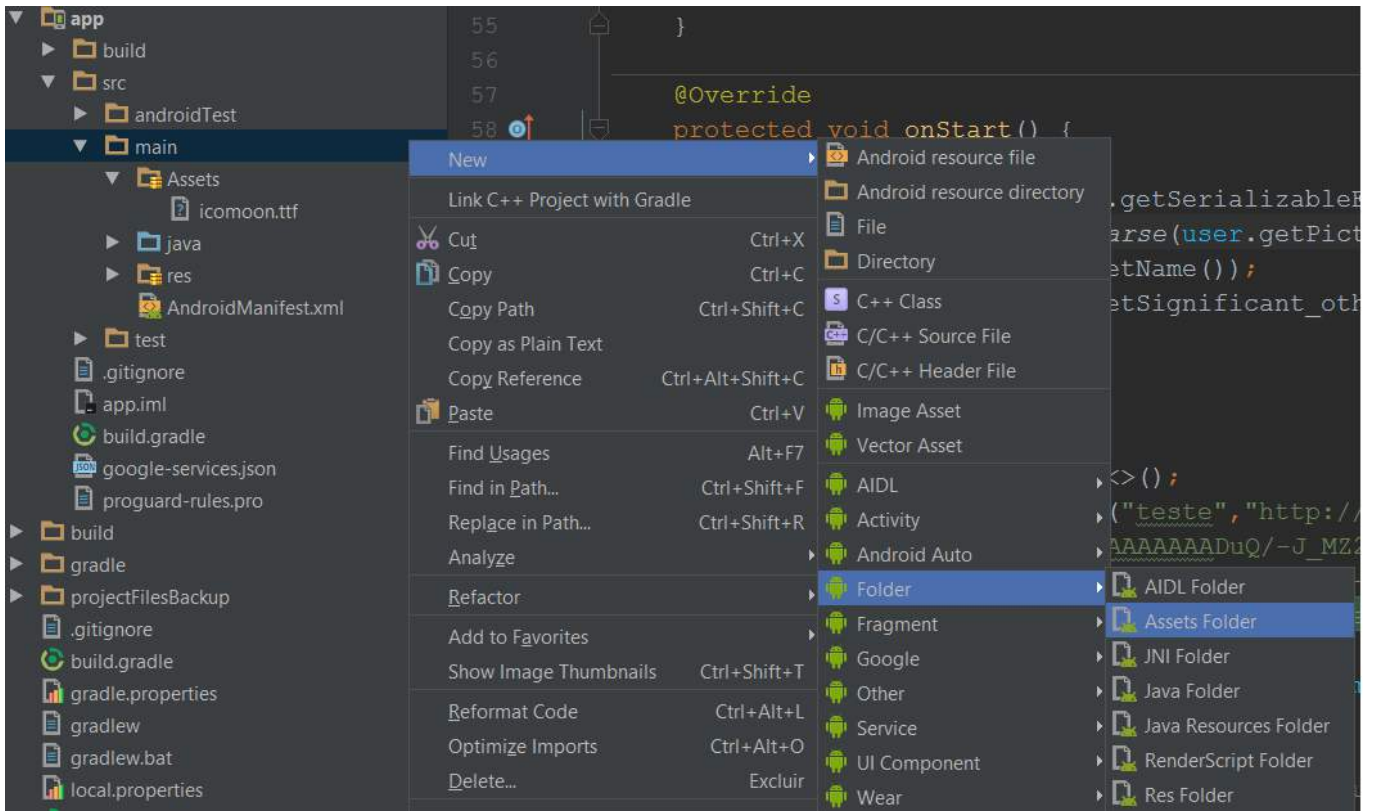 app
build
src
androidTest
main
Assets
icomoon.ttf
java
res
AndroidManifest.xml
test
.gitignore
app.iml
build.gradle
google-services.json
proguard-rules.pro
build
gradle
projectFilesBackup
.gitignore
build.gradle
gradle.properties
gradlew
gradlew.bat
local.properties
55 }
56
57 @Override
58 protected void onStart() {
.getSerializableE
arse(user.getPict
etName());
etSignificant_oth
<>();
("teste","http://
AAAAAAADuQ/-J_MZ2
New
Link C++ Project with Gradle
Cut Ctrl+X
Copy Ctrl+C
Copy Path Ctrl+Shift+C
Copy as Plain Text
Copy Reference Ctrl+Alt+Shift+C
Paste Ctrl+V
Find Usages Alt+F7
Find in Path... Ctrl+Shift+F
Replace in Path... Ctrl+Shift+R
Analyze
Refactor
Add to Favorites
Show Image Thumbnails Ctrl+Shift+T
Reformat Code Ctrl+Alt+L
Optimize Imports Ctrl+Alt+O
Delete... Excluir
Android resource file
Android resource directory
File
Directory
S C++ Class
C++ C/C++ Source File
h C/C++ Header File
Image Asset
Vector Asset
AIDL
Activity
Android Auto
Folder
Fragment
Google
Other
Service
UI Component
Wear
AIDL Folder
Assets Folder
JNI Folder
Java Folder
Java Resources Folder
RenderScript Folder
Res Folder